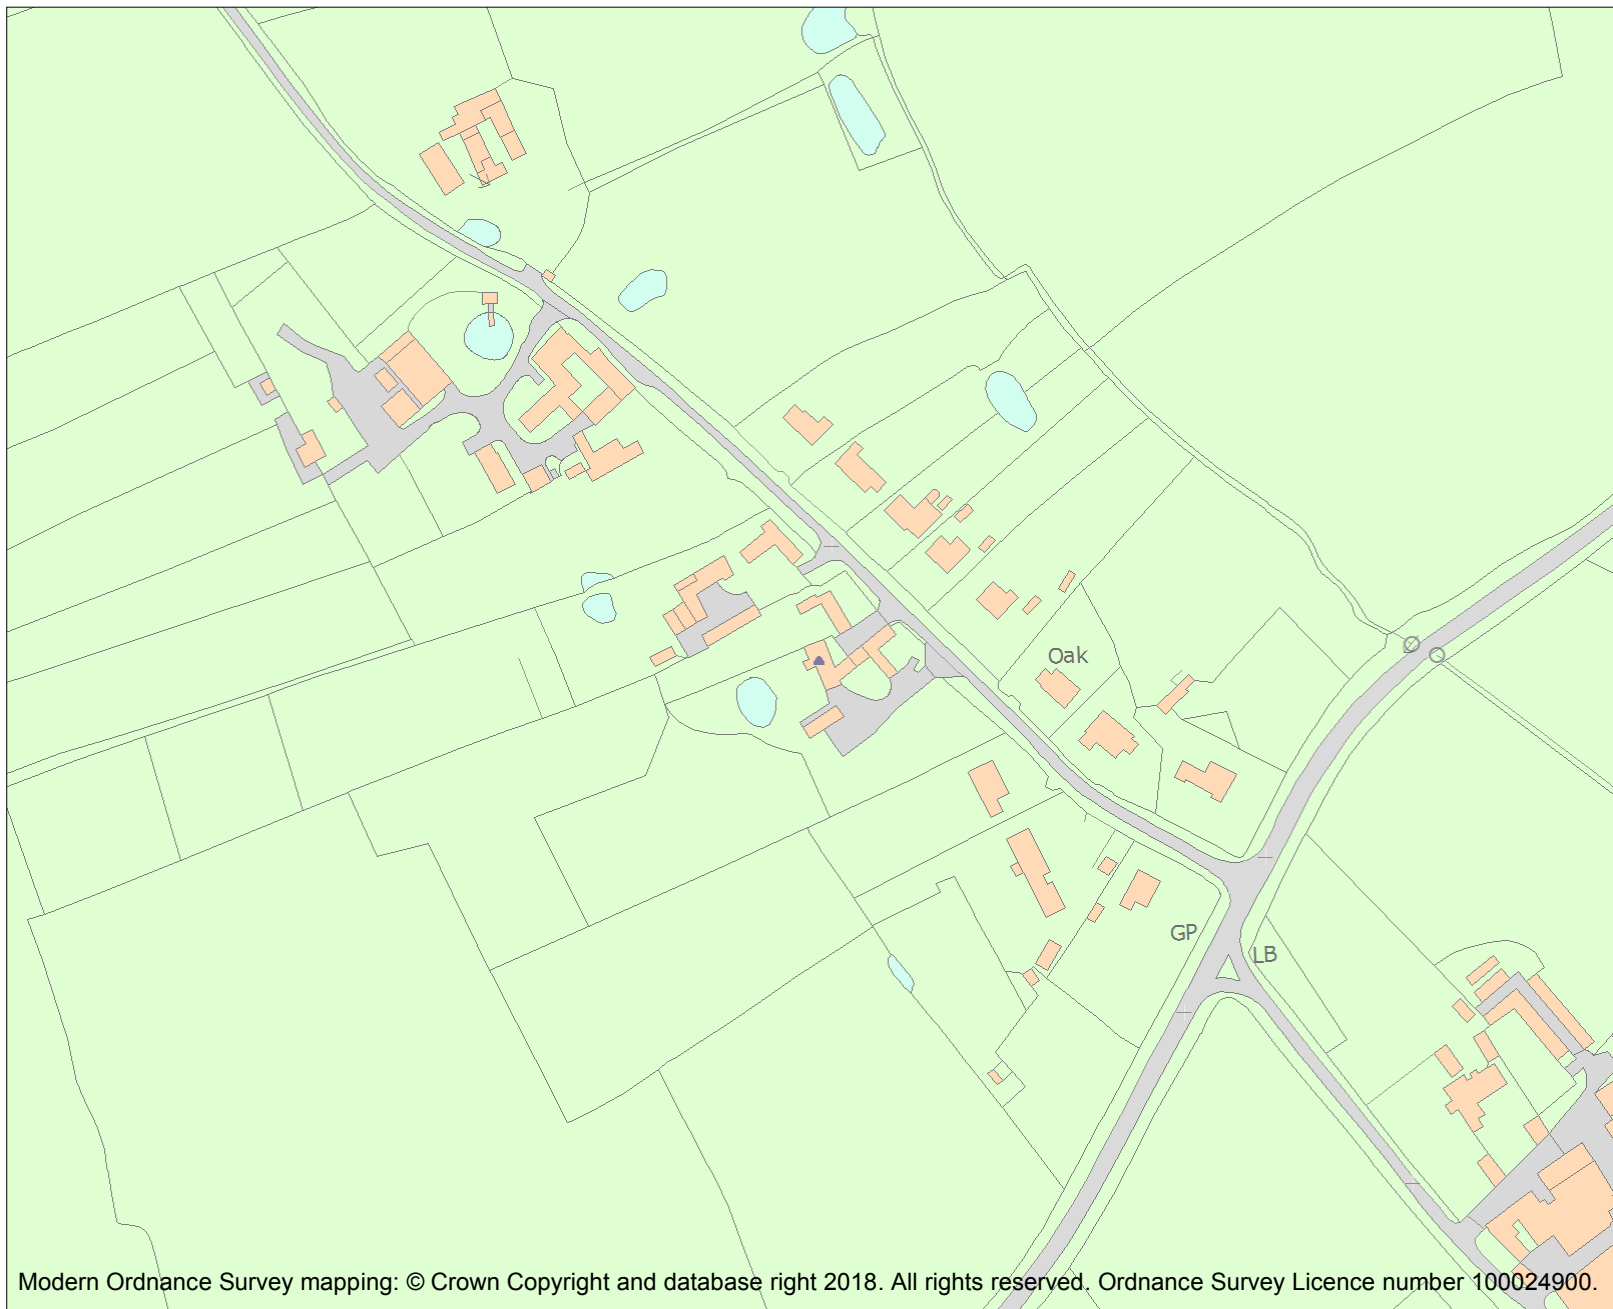 Oak
GP
LB
Modern Ordnance Survey mapping: © Crown Copyright and database right 2018. All rights reserved. Ordnance Survey Licence number 100024900.